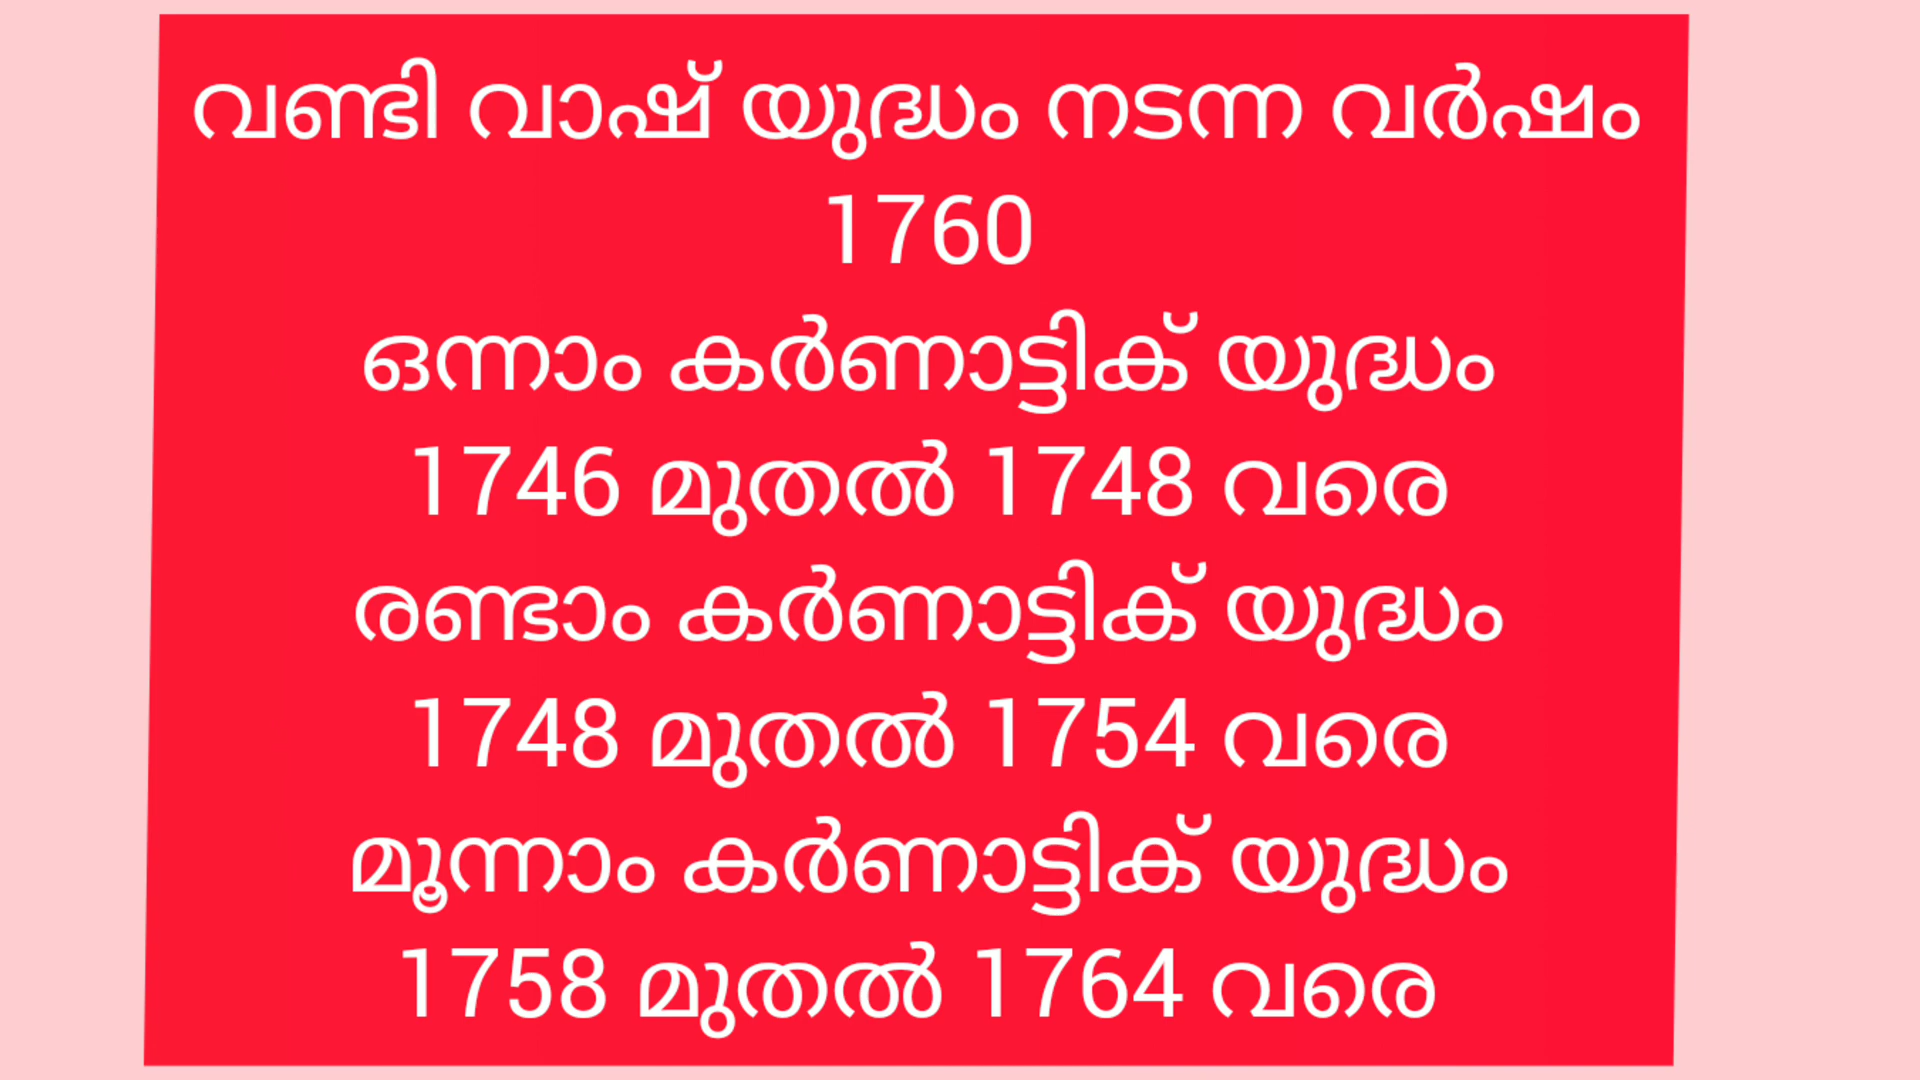 വണ്ടി വാഷ് യുദ്ധം നടന്ന വർഷം
1760
ഒന്നാം കർണാട്ടിക് യുദ്ധം
1746 മുതൽ 1748 വരെ
രണ്ടാം കർണാട്ടിക് യുദ്ധം
1748 മുതൽ 1754 വരെ
മൂന്നാം കർണാട്ടിക് യുദ്ധം
1758 മുതൽ 1764 വരെ